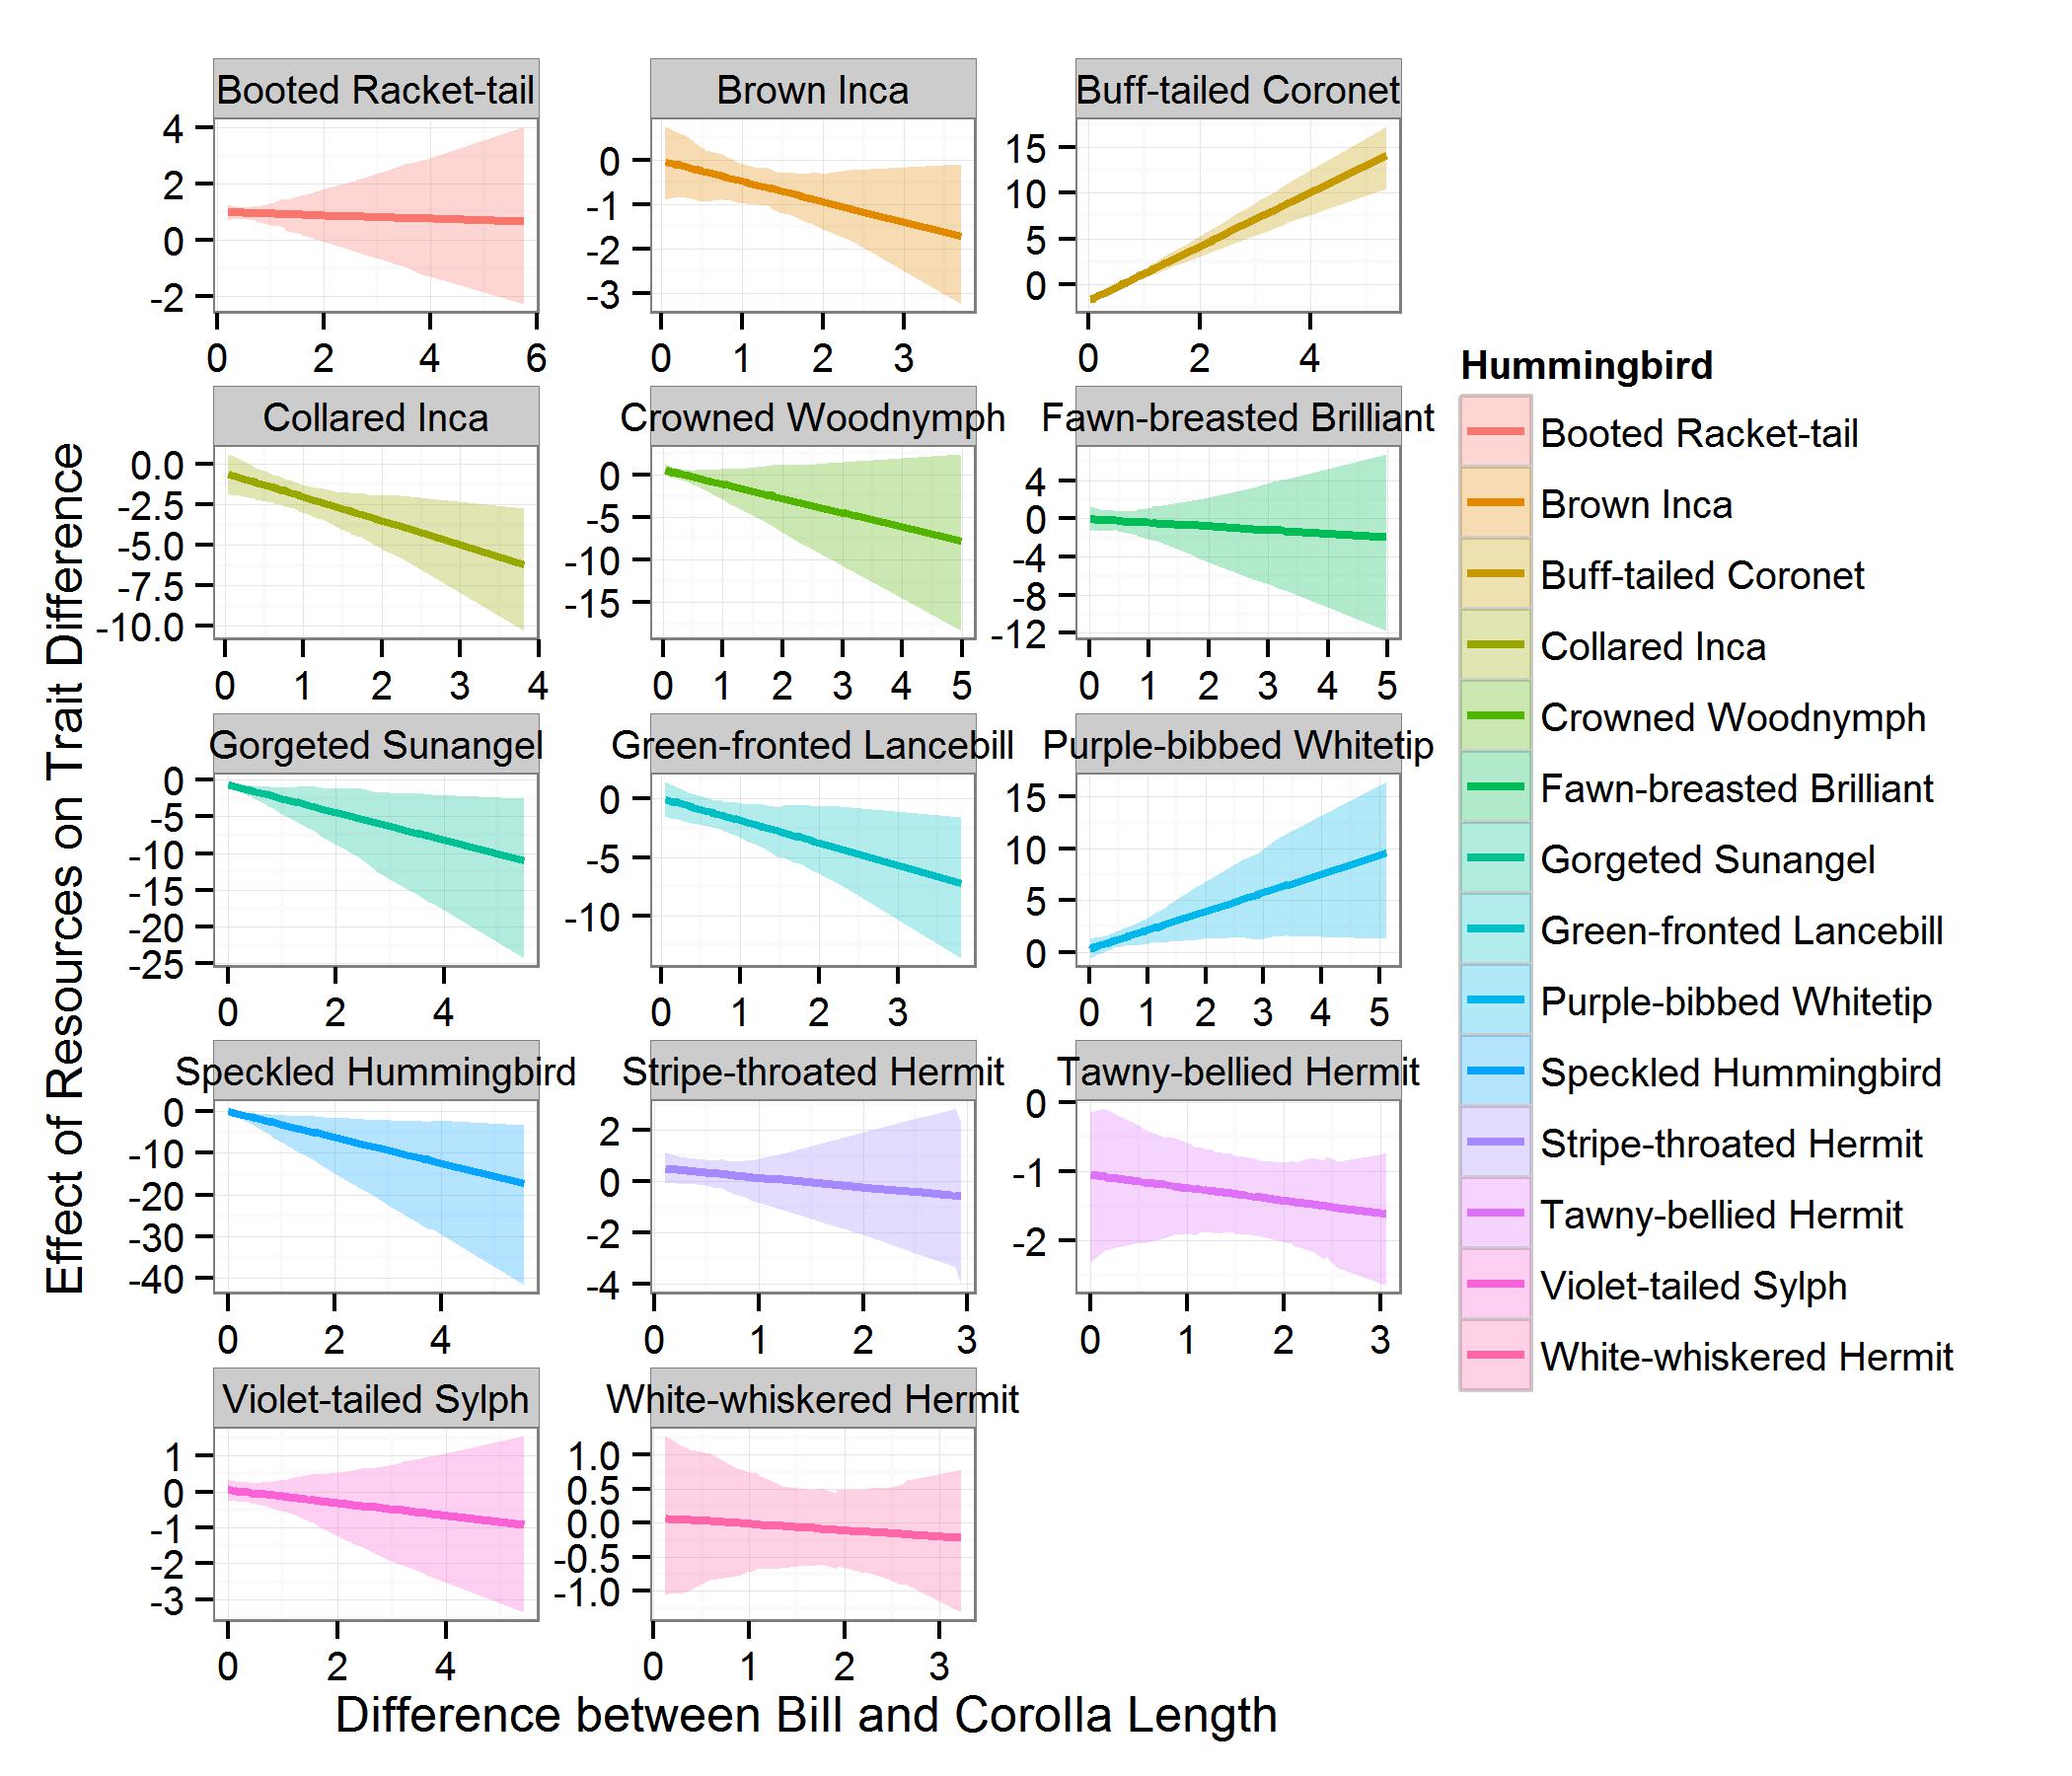 Booted Racket-tail
4
2
0
-2
0 2 4 6
Brown Inca
0
-1
-2
-3
0 1 2 3
Buff-tailed Coronet
15
10
5
0
0 2 4
Collared Inca
0.0
-2.5
-5.0
-7.5
-10.0
0 1 2 3 4
Crowned Woodnymph
0
-5
-10
-15
0 1 2 3 4 5
Fawn-breasted Brilliant
4
0
-4
-8
-12
0 1 2 3 4 5
Gorgeted Sunangel
0
-5
-10
-15
-20
-25
0 2 4
Green-fronted Lancebill
0
-5
-10
0 1 2 3
Purple-bibbed Whitetip
15
10
5
0
0 1 2 3 4 5
Speckled Hummingbird
0
-10
-20
-30
-40
0 2 4
Stripe-throated Hermit
2
0
-2
-4
0 1 2 3
Tawny-bellied Hermit
0
-1
-2
0 1 2 3
Violet-tailed Sylph
1
0
-1
-2
-3
0 2 4
White-whiskered Hermit
1.0
0.5
0.0
-0.5
-1.0
0 1 2 3
Effect of Resources on Trait Difference
Difference between Bill and Corolla Length
Hummingbird
Booted Racket-tail
Brown Inca
Buff-tailed Coronet
Collared Inca
Crowned Woodnymph
Fawn-breasted Brilliant
Gorgeted Sunangel
Green-fronted Lancebill
Purple-bibbed Whitetip
Speckled Hummingbird
Stripe-throated Hermit
Tawny-bellied Hermit
Violet-tailed Sylph
White-whiskered Hermit